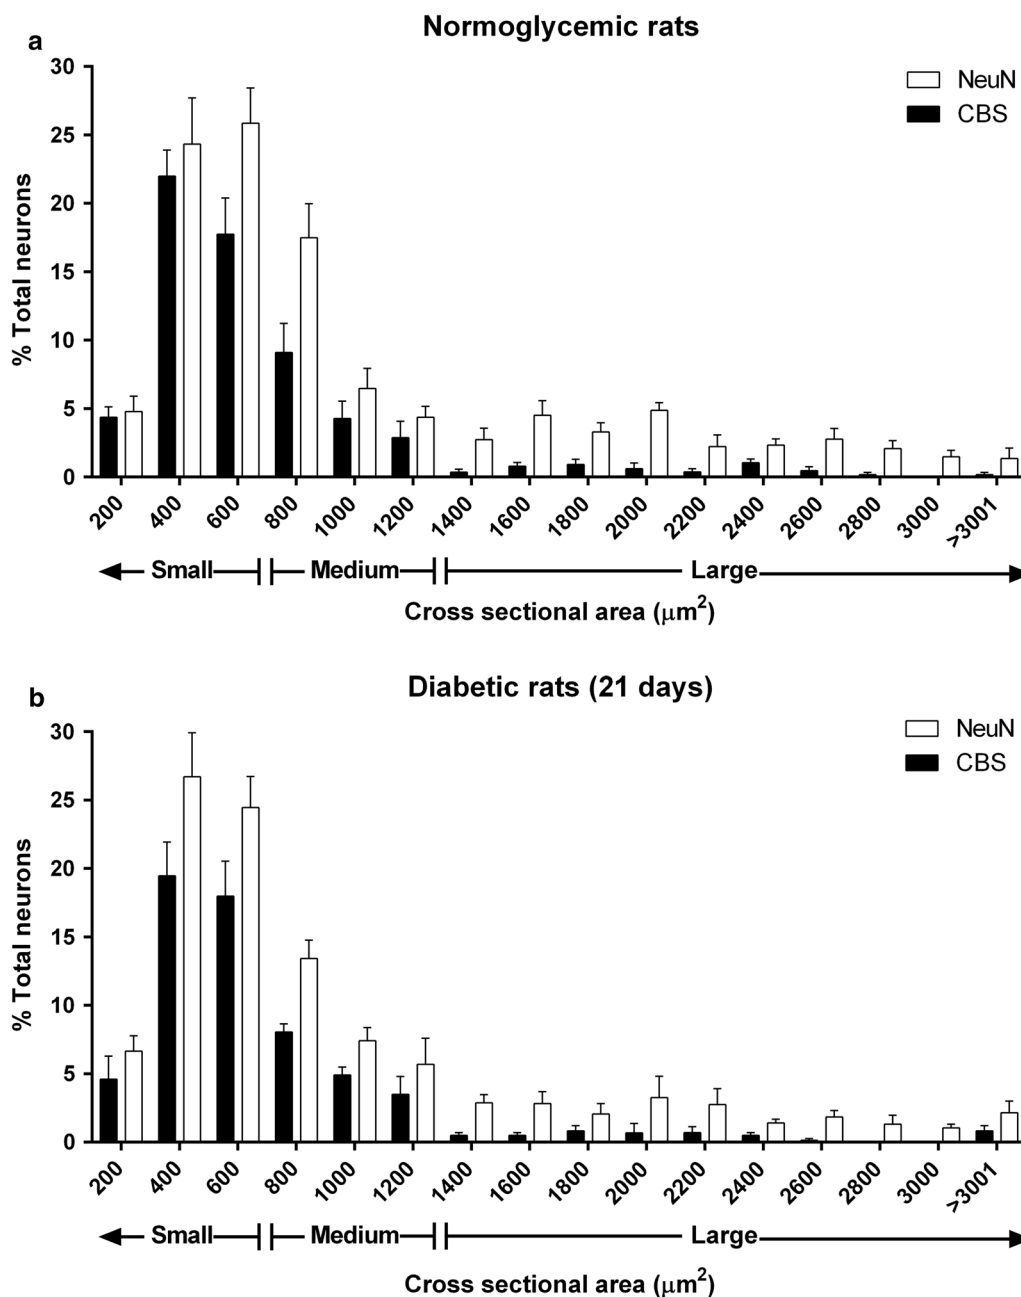 Normoglycemic rats
a
NeuN
CBS
% Total neurons
30
25
20
15
10
5
0
200 400 600 800 1000 1200 1400 1600 1800 2000 2200 2400 2600 2800 3000 >3001
Small Medium Large
Cross sectional area (μm²)
Diabetic rats (21 days)
b
NeuN
CBS
% Total neurons
30
25
20
15
10
5
0
200 400 600 800 1000 1200 1400 1600 1800 2000 2200 2400 2600 2800 3000 >3001
Small Medium Large
Cross sectional area (μm²)